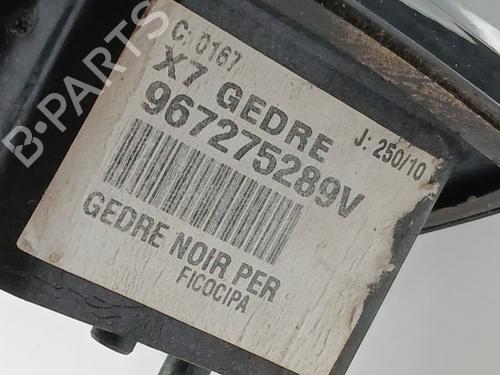 C: 0167
X7 GEDRE
J: 250/10
967275289V
GEDRE NOIR PER
FICOCIPA
B-PARTS